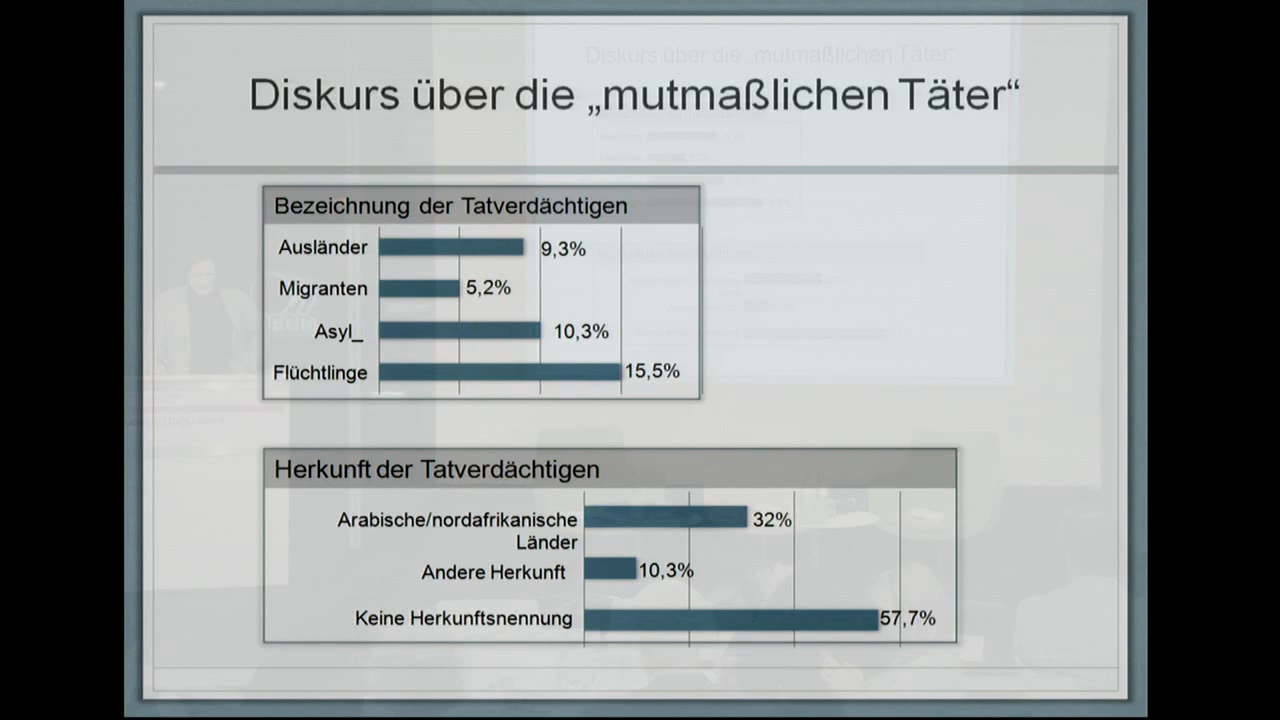 Diskurs über die „mutmaßlichen Täter“
Bezeichnung der Tatverdächtigen
Ausländer 9,3%
Migranten 5,2%
Asyl_ 10,3%
Flüchtlinge 15,5%
Herkunft der Tatverdächtigen
Arabische/nordafrikanische 32%
Länder
Andere Herkunft 10,3%
Keine Herkunftsnennung 57,7%